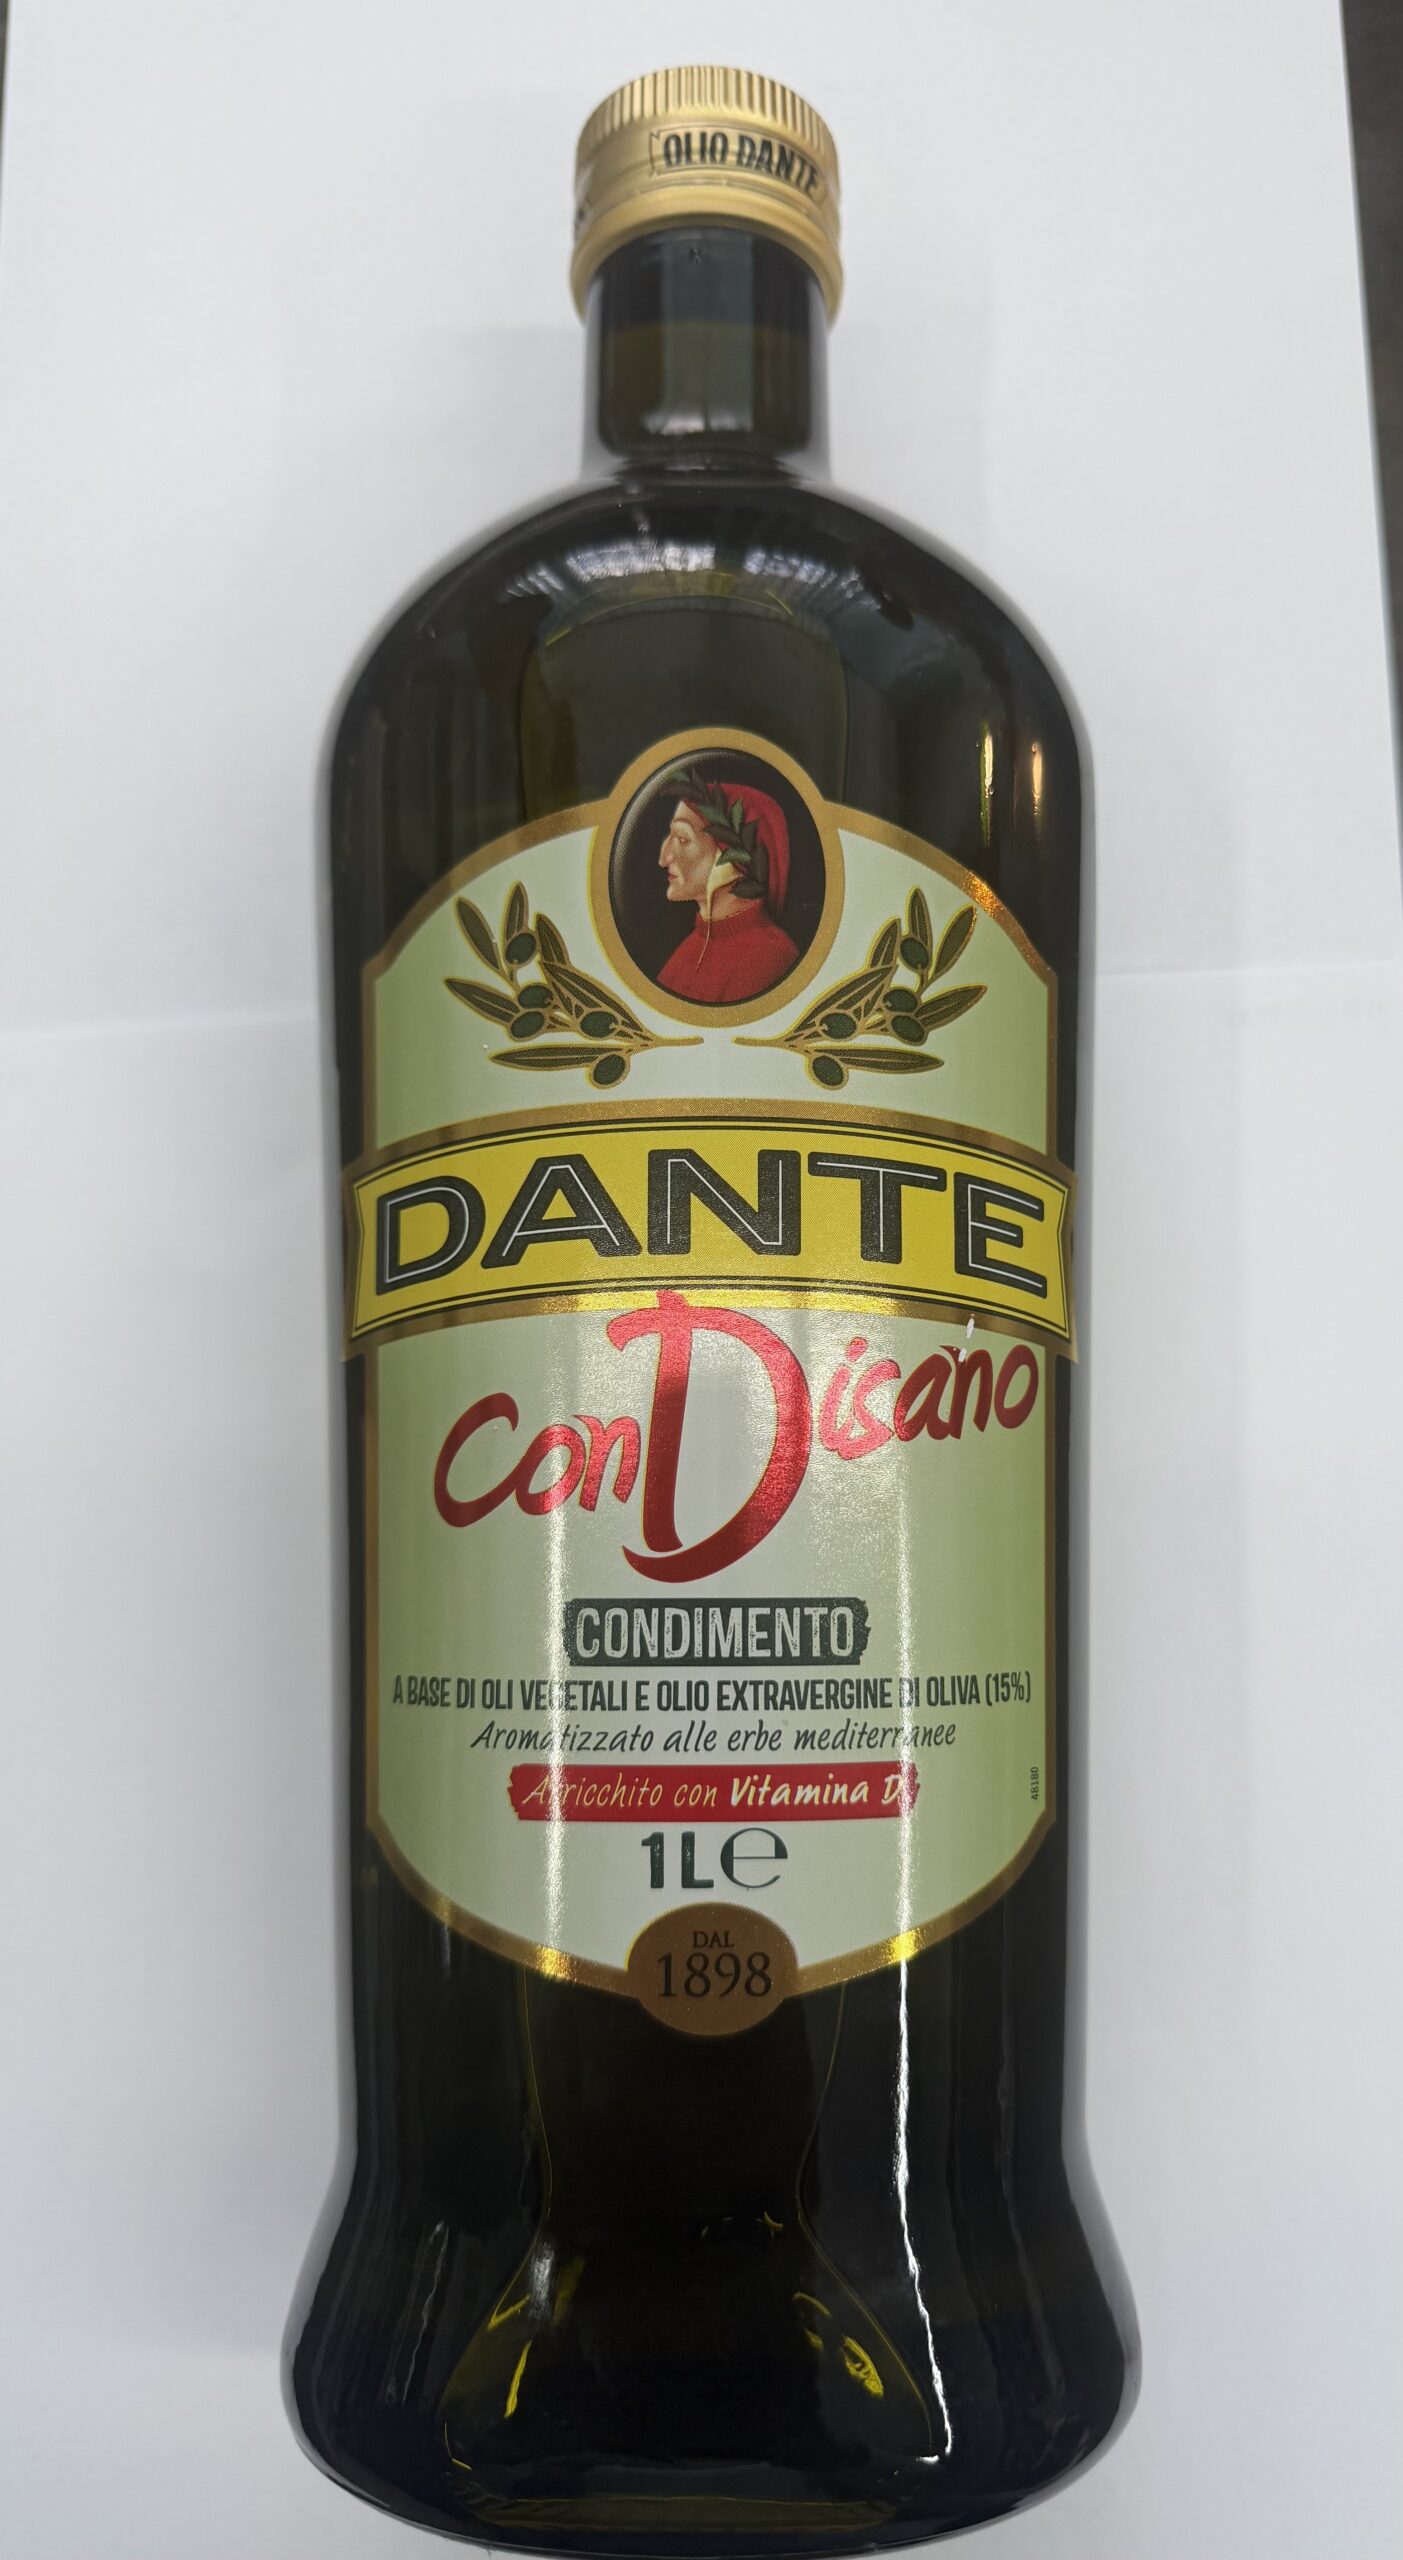 OLIO DANTE
DANTE
ConDisano
CONDIMENTO
A BASE DI OLI VEGETALI E OLIO EXTRAVERGINE DI OLIVA (15%)
Aromatizzato alle erbe mediterranee
Arricchito con Vitamina D
48180
1L℮
DAL
1898